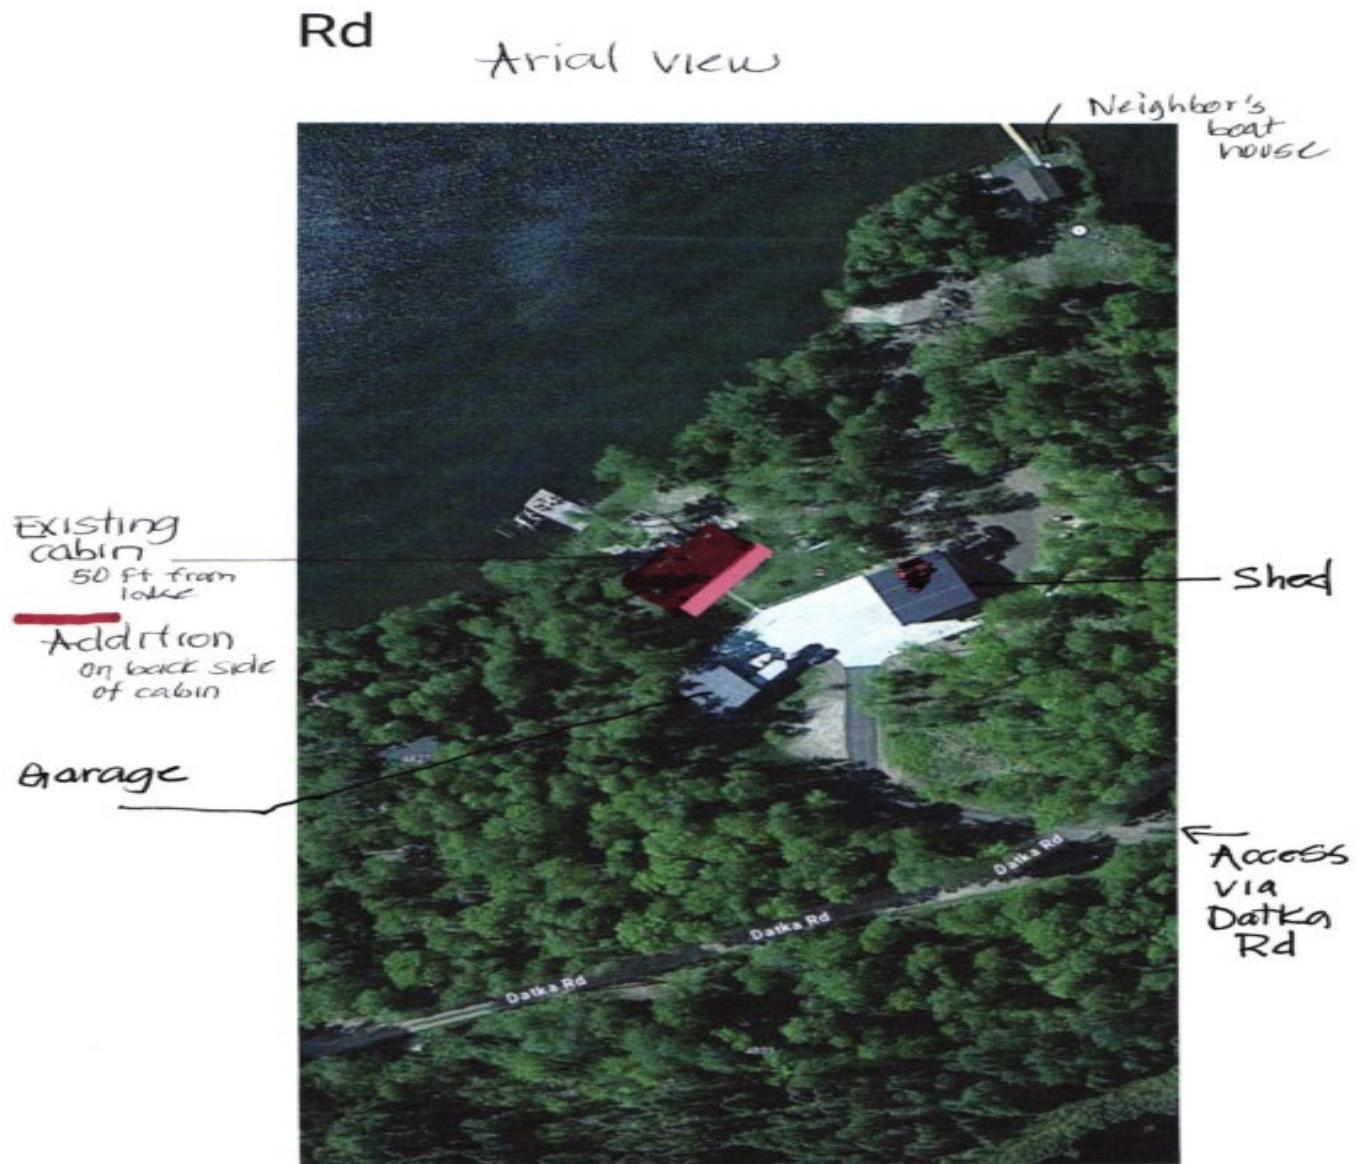 Rd
Arial view
Neighbor's
boat
house
Existing
cabin
50 ft from
lake
Addition
on back side
of cabin
Shed
Garage
Access
via
Datka
Rd
Datka Rd
Datka Rd
Datka Rd